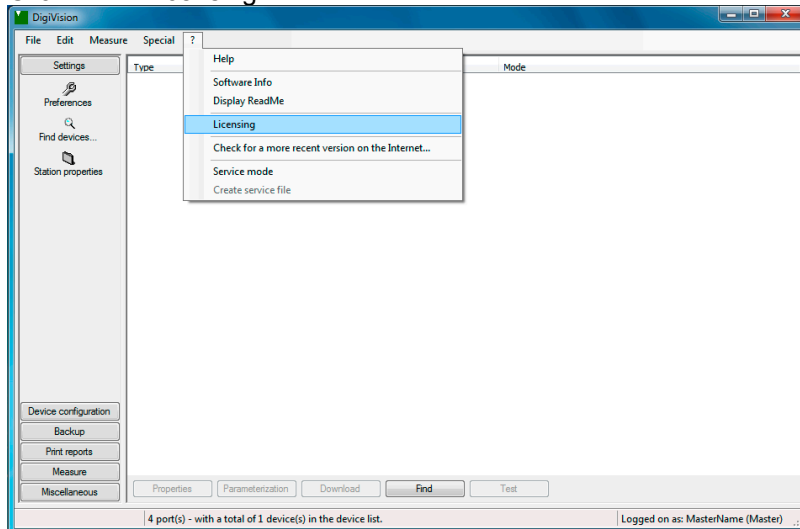 DigiVision
File Edit Measure Special ?
Settings
Preferences
Find devices...
Station properties
Type
Mode
Help
Software Info
Display ReadMe
Licensing
Check for a more recent version on the Internet...
Service mode
Create service file
Device configuration
Backup
Print reports
Measure
Miscellaneous
Properties Parameterization Download Find Test
4 port(s) - with a total of 1 device(s) in the device list. Logged on as: MasterName (Master)